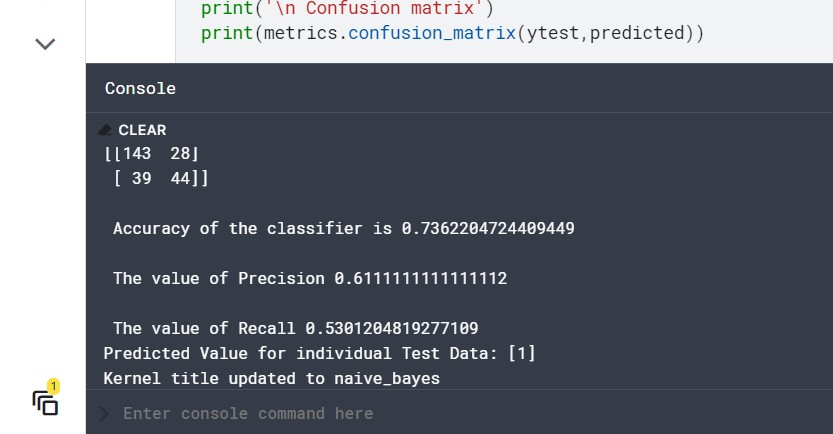 print('\n Confusion matrix')
print(metrics.confusion_matrix(ytest,predicted))
Console
CLEAR
[[143  28]
 [ 39  44]]
Accuracy of the classifier is 0.7362204724409449
The value of Precision 0.6111111111111112
The value of Recall 0.5301204819277109
Predicted Value for individual Test Data: [1]
Kernel title updated to naive_bayes
1
> Enter console command here